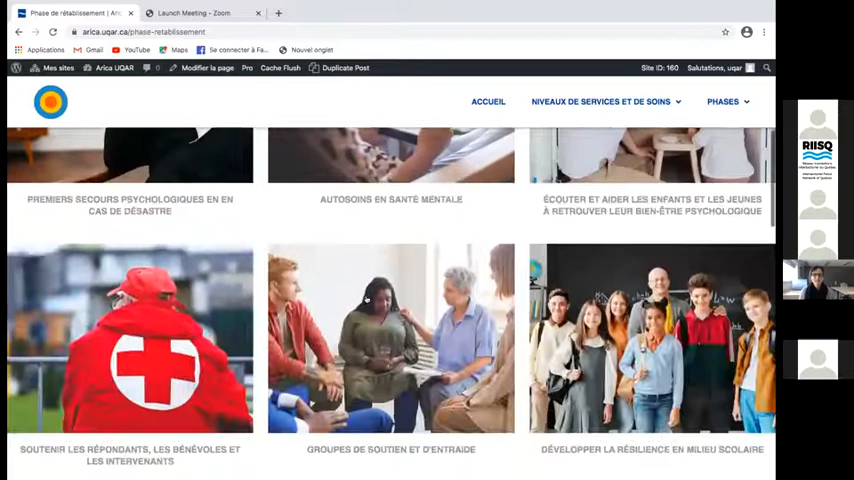 Phase de rétablissement | Aric
Launch Meeting - Zoom
arica.uqar.ca/phase-retablissement
Applications
Gmail
YouTube
Maps
Se connecter à Fa...
Nouvel onglet
Mes sites
Arica UQAR
0
Modifier la page
Pro
Cache Flush
Duplicate Post
Site ID: 160
Salutations, uqar
ACCUEIL
NIVEAUX DE SERVICES ET DE SOINS
PHASES
PREMIERS SECOURS PSYCHOLOGIQUES EN EN
CAS DE DÉSASTRE
AUTOSOINS EN SANTÉ MENTALE
ÉCOUTER ET AIDER LES ENFANTS ET LES JEUNES
À RETROUVER LEUR BIEN-ÊTRE PSYCHOLOGIQUE
SOUTENIR LES RÉPONDANTS, LES BÉNÉVOLES ET
LES INTERVENANTS
GROUPES DE SOUTIEN ET D'ENTRAIDE
DÉVELOPPER LA RÉSILIENCE EN MILIEU SCOLAIRE
RIISQ